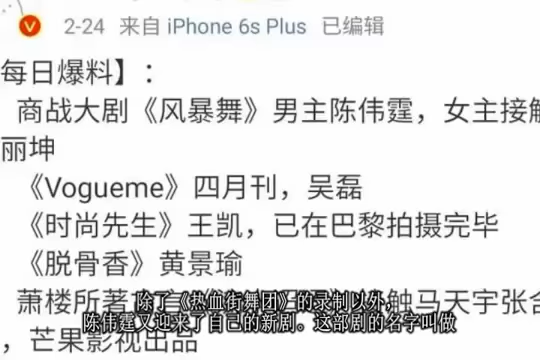 2-24 来自 iPhone 6s Plus 已编辑
每日爆料】：
商战大剧《风暴舞》男主陈伟霆，女主接触
丽坤
《Vogueme》四月刊，吴磊
《时尚先生》王凯，已在巴黎拍摄完毕
《脱骨香》黄景瑜
萧楼所著 触马天宇张
除了《热血街舞团》的录制以外，
陈伟霆又迎来了自己的新剧。这部剧的名字叫做
，芒果影视出品